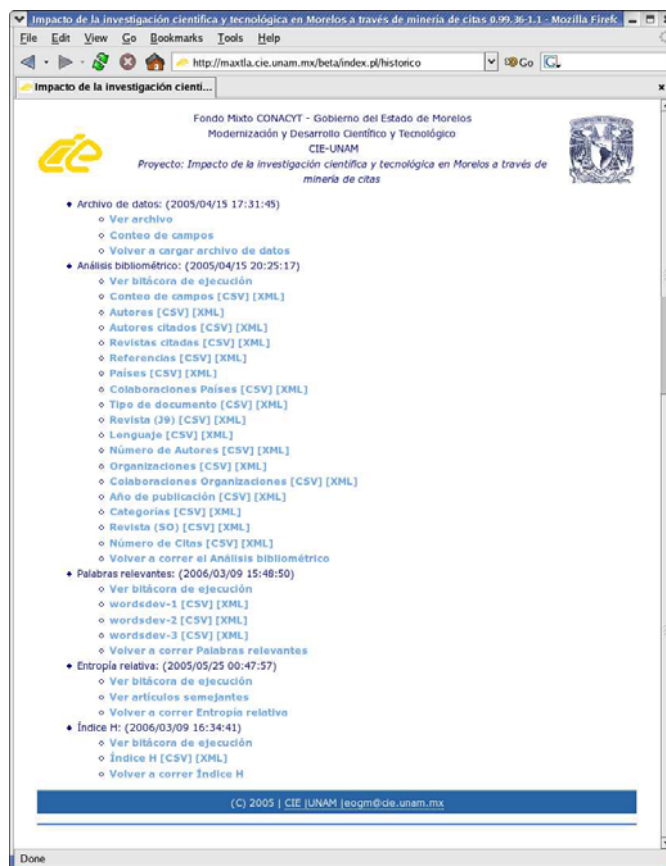 Impacto de la investigación científica y tecnológica en Morelos a través de minería de citas 0.99.36-1.1 - Mozilla Firefc
File Edit View Go Bookmarks Tools Help
http://maxtla.cie.unam.mx/beta/index.pl/historico Go
Impacto de la investigación cientí...
Fondo Mixto CONACYT - Gobierno del Estado de Morelos
Modernización y Desarrollo Científico y Tecnológico
CIE-UNAM
Proyecto: Impacto de la investigación científica y tecnológica en Morelos a través de
minería de citas
Archivo de datos: (2005/04/15 17:31:45)
Ver archivo
Conteo de campos
Volver a cargar archivo de datos
Análisis bibliométrico: (2005/04/15 20:25:17)
Ver bitácora de ejecución
Conteo de campos [CSV] [XML]
Autores [CSV] [XML]
Autores citados [CSV] [XML]
Revistas citadas [CSV] [XML]
Referencias [CSV] [XML]
Países [CSV] [XML]
Colaboraciones Países [CSV] [XML]
Tipo de documento [CSV] [XML]
Revista (J9) [CSV] [XML]
Lenguaje [CSV] [XML]
Número de Autores [CSV] [XML]
Organizaciones [CSV] [XML]
Colaboraciones Organizaciones [CSV] [XML]
Año de publicación [CSV] [XML]
Categorías [CSV] [XML]
Revista (SO) [CSV] [XML]
Número de Citas [CSV] [XML]
Volver a correr el Análisis bibliométrico
Palabras relevantes: (2006/03/09 15:48:50)
Ver bitácora de ejecución
wordsdev-1 [CSV] [XML]
wordsdev-2 [CSV] [XML]
wordsdev-3 [CSV] [XML]
Volver a correr Palabras relevantes
Entropía relativa: (2005/05/25 00:47:57)
Ver bitácora de ejecución
Ver artículos semejantes
Volver a correr Entropía relativa
Índice H: (2006/03/09 16:34:41)
Ver bitácora de ejecución
Índice H [CSV] [XML]
Volver a correr Índice H
(C) 2005 | CIE |UNAM |eogm@cie.unam.mx
Done